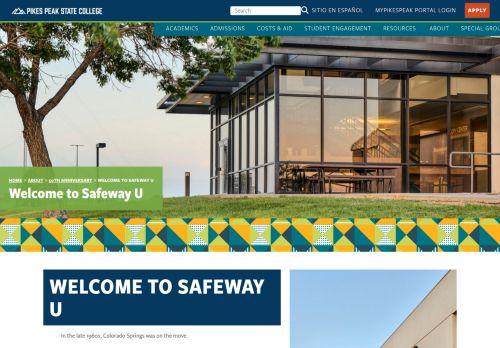 PIKES PEAK STATE COLLEGE
Search
SITIO EN ESPAÑOL
MYPIKESPEAK PORTAL LOGIN
APPLY
ACADEMICS ADMISSIONS COSTS & AID STUDENT ENGAGEMENT RESOURCES ABOUT SPECIAL GROU
HOME > ABOUT > 50TH ANNIVERSARY > WELCOME TO SAFEWAY U
Welcome to Safeway U
WELCOME TO SAFEWAY
U
In the late 1960s, Colorado Springs was on the move.